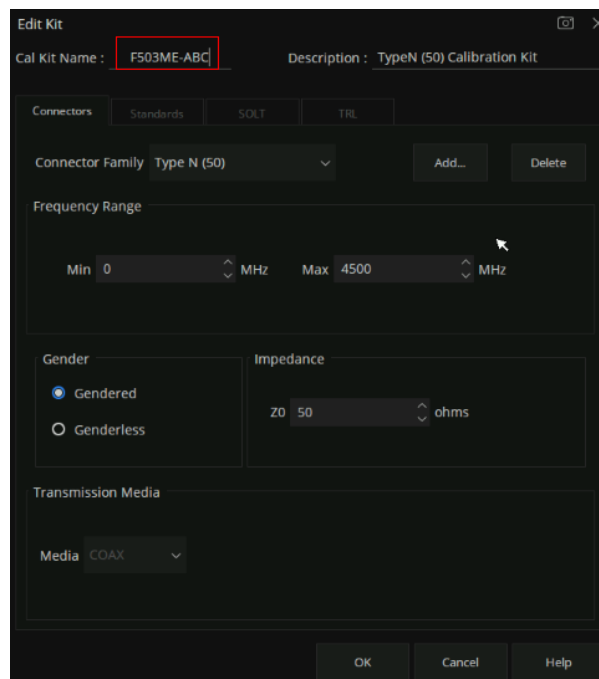 Edit Kit
Cal Kit Name : F503ME-ABC Description : TypeN (50) Calibration Kit
Connectors Standards SOLT TRL
Connector Family Type N (50) Add... Delete
Frequency Range
Min 0 MHz Max 4500 MHz
Gender Impedance
Gendered
Z0 50 ohms
Genderless
Transmission Media
Media COAX
OK Cancel Help